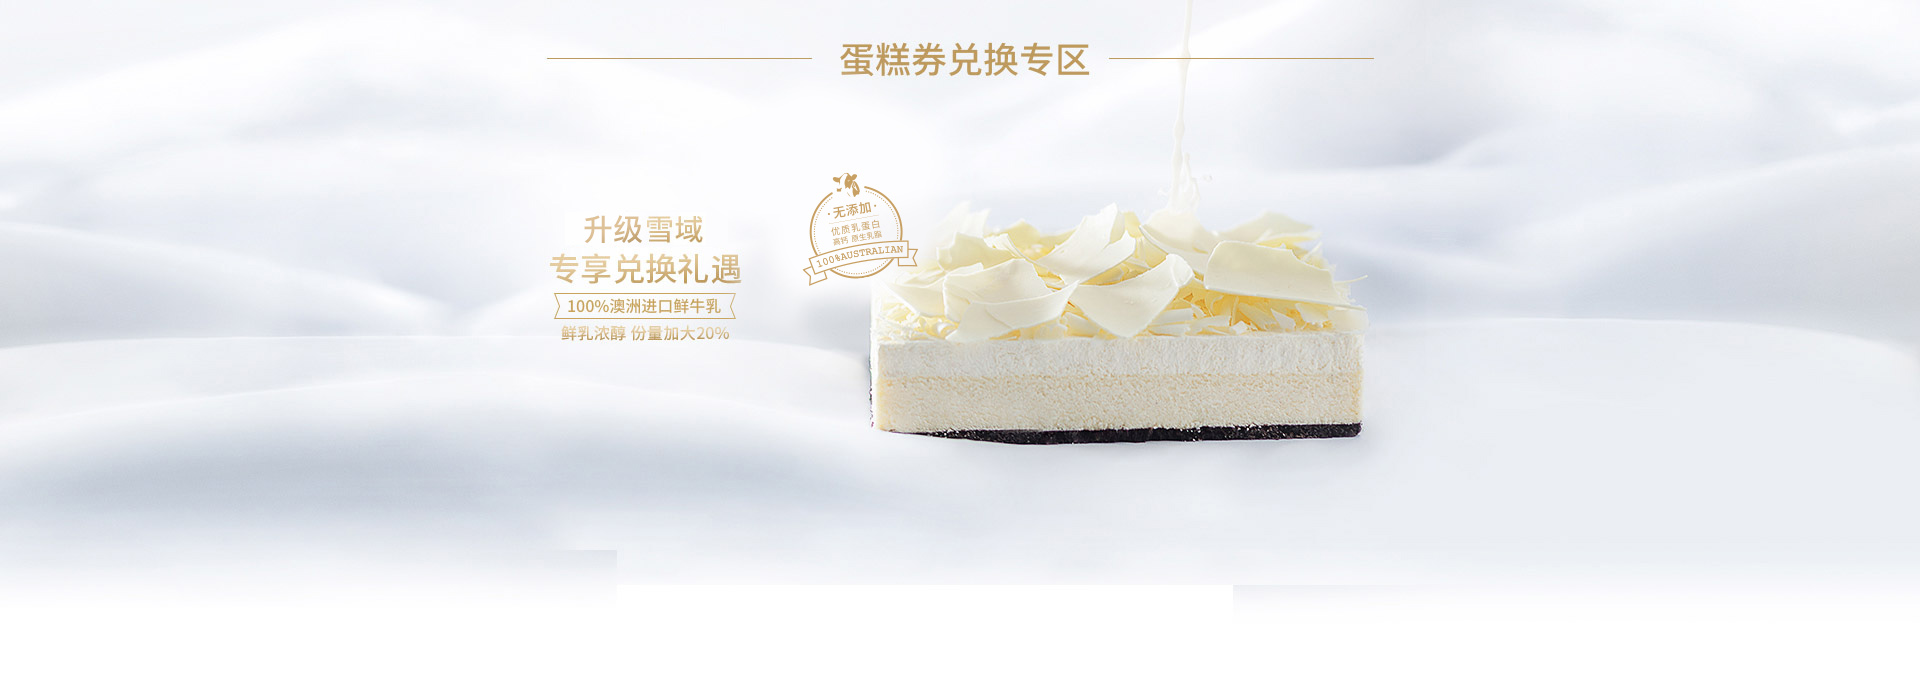 蛋糕券兑换专区
升级雪域
专享兑换礼遇
100%澳洲进口鲜牛乳
鲜乳浓醇 份量加大20%
·无添加·
优质乳蛋白
高钙 原生乳脂
100%AUSTRALIAN